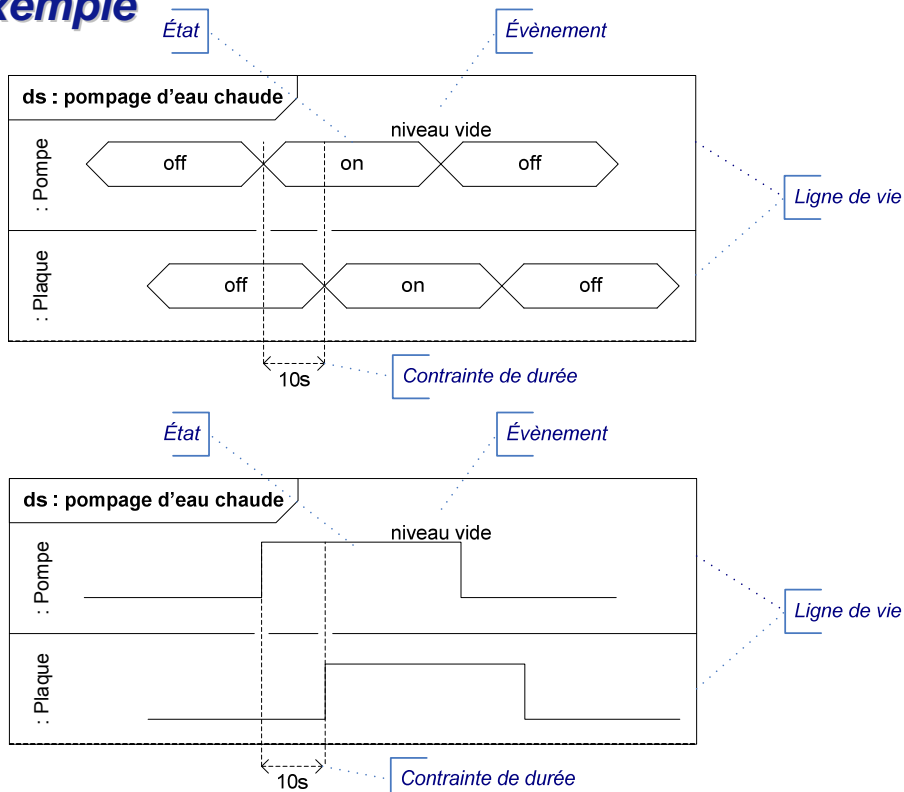 xemple
État
Évènement
ds : pompage d'eau chaude
niveau vide
: Pompe
off
on
off
Ligne de vie
: Plaque
off
on
off
10s
Contrainte de durée
État
Évènement
ds : pompage d'eau chaude
niveau vide
: Pompe
Ligne de vie
: Plaque
10s
Contrainte de durée